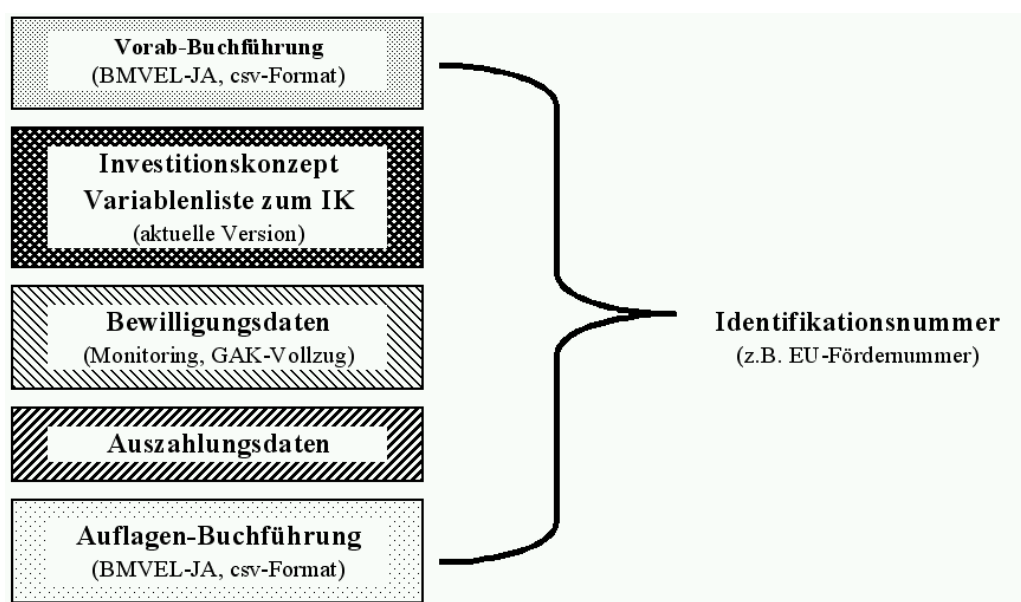 Vorab-Buchführung
(BMVEL-JA, csv-Format)
Investitionskonzept
Variablenliste zum IK
(aktuelle Version)
Bewilligungsdaten
(Monitoring, GAK-Vollzug)
Auszahlungsdaten
Auflagen-Buchführung
(BMVEL-JA, csv-Format)
Identifikationsnummer
(z.B. EU-Fördernummer)